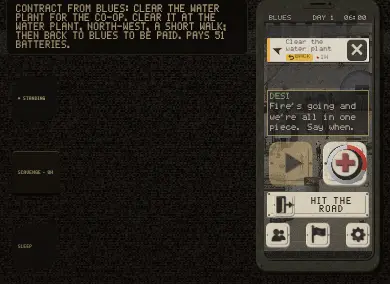 CONTRACT FROM BLUES: CLEAR THE WATER
PLANT FOR THE CO-OP. CLEAR IT AT THE
WATER PLANT, NORTH-WEST, A SHORT WALK;
THEN BACK TO BLUES TO BE PAID. PAYS 51
BATTERIES.
STANDING
SCAVENGE
SLEEP
BLUES DAY 1 06:00
Clear the
water plant
BACK
DESI
Fire's going and
we're all in one
piece. Say when.
HIT THE
ROAD